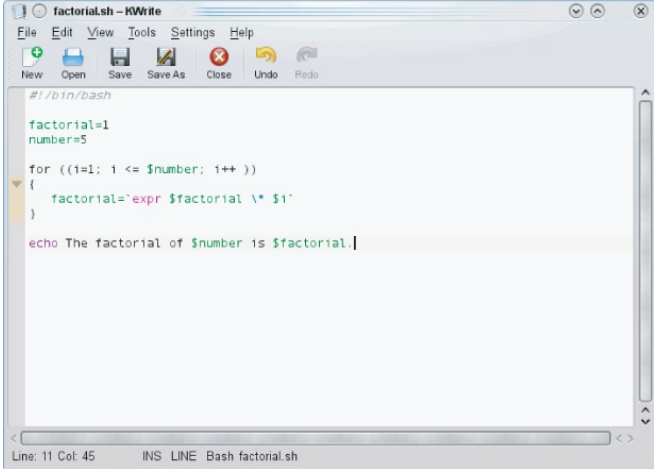 factorial.sh – KWrite
File Edit View Tools Settings Help
New Open Save Save As Close Undo Redo
#!/bin/bash
factorial=1
number=5
for ((i=1; i <= $number; i++ ))
{
factorial=`expr $factorial \* $i`
}
echo The factorial of $number is $factorial.
Line: 11 Col: 45 INS LINE Bash factorial.sh